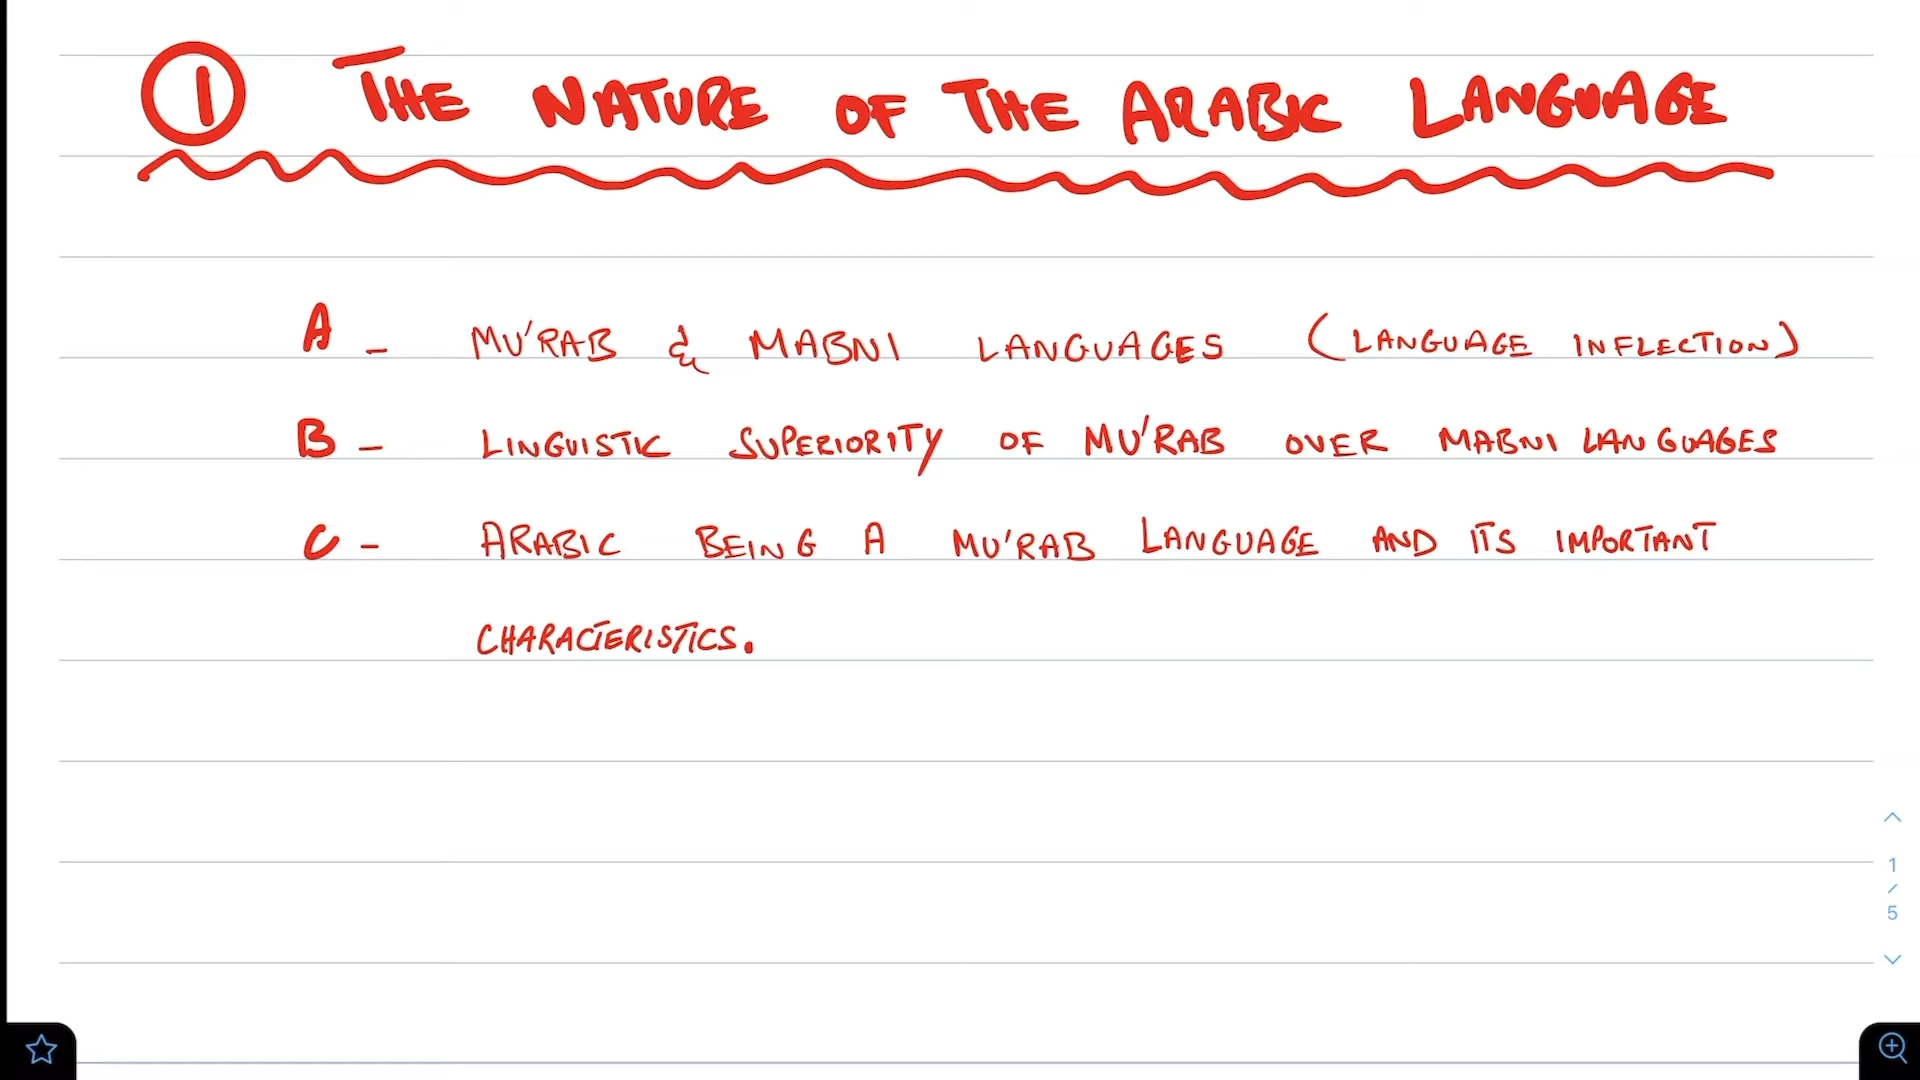 1 THE NATURE OF THE ARABIC LANGUAGE
A - MU'RAB & MABNI LANGUAGES (LANGUAGE INFLECTION)
B - LINGUISTIC SUPERIORITY OF MU'RAB OVER MABNI LANGUAGES
C - ARABIC BEING A MU'RAB LANGUAGE AND ITS IMPORTANT
CHARACTERISTICS.
1
/
5